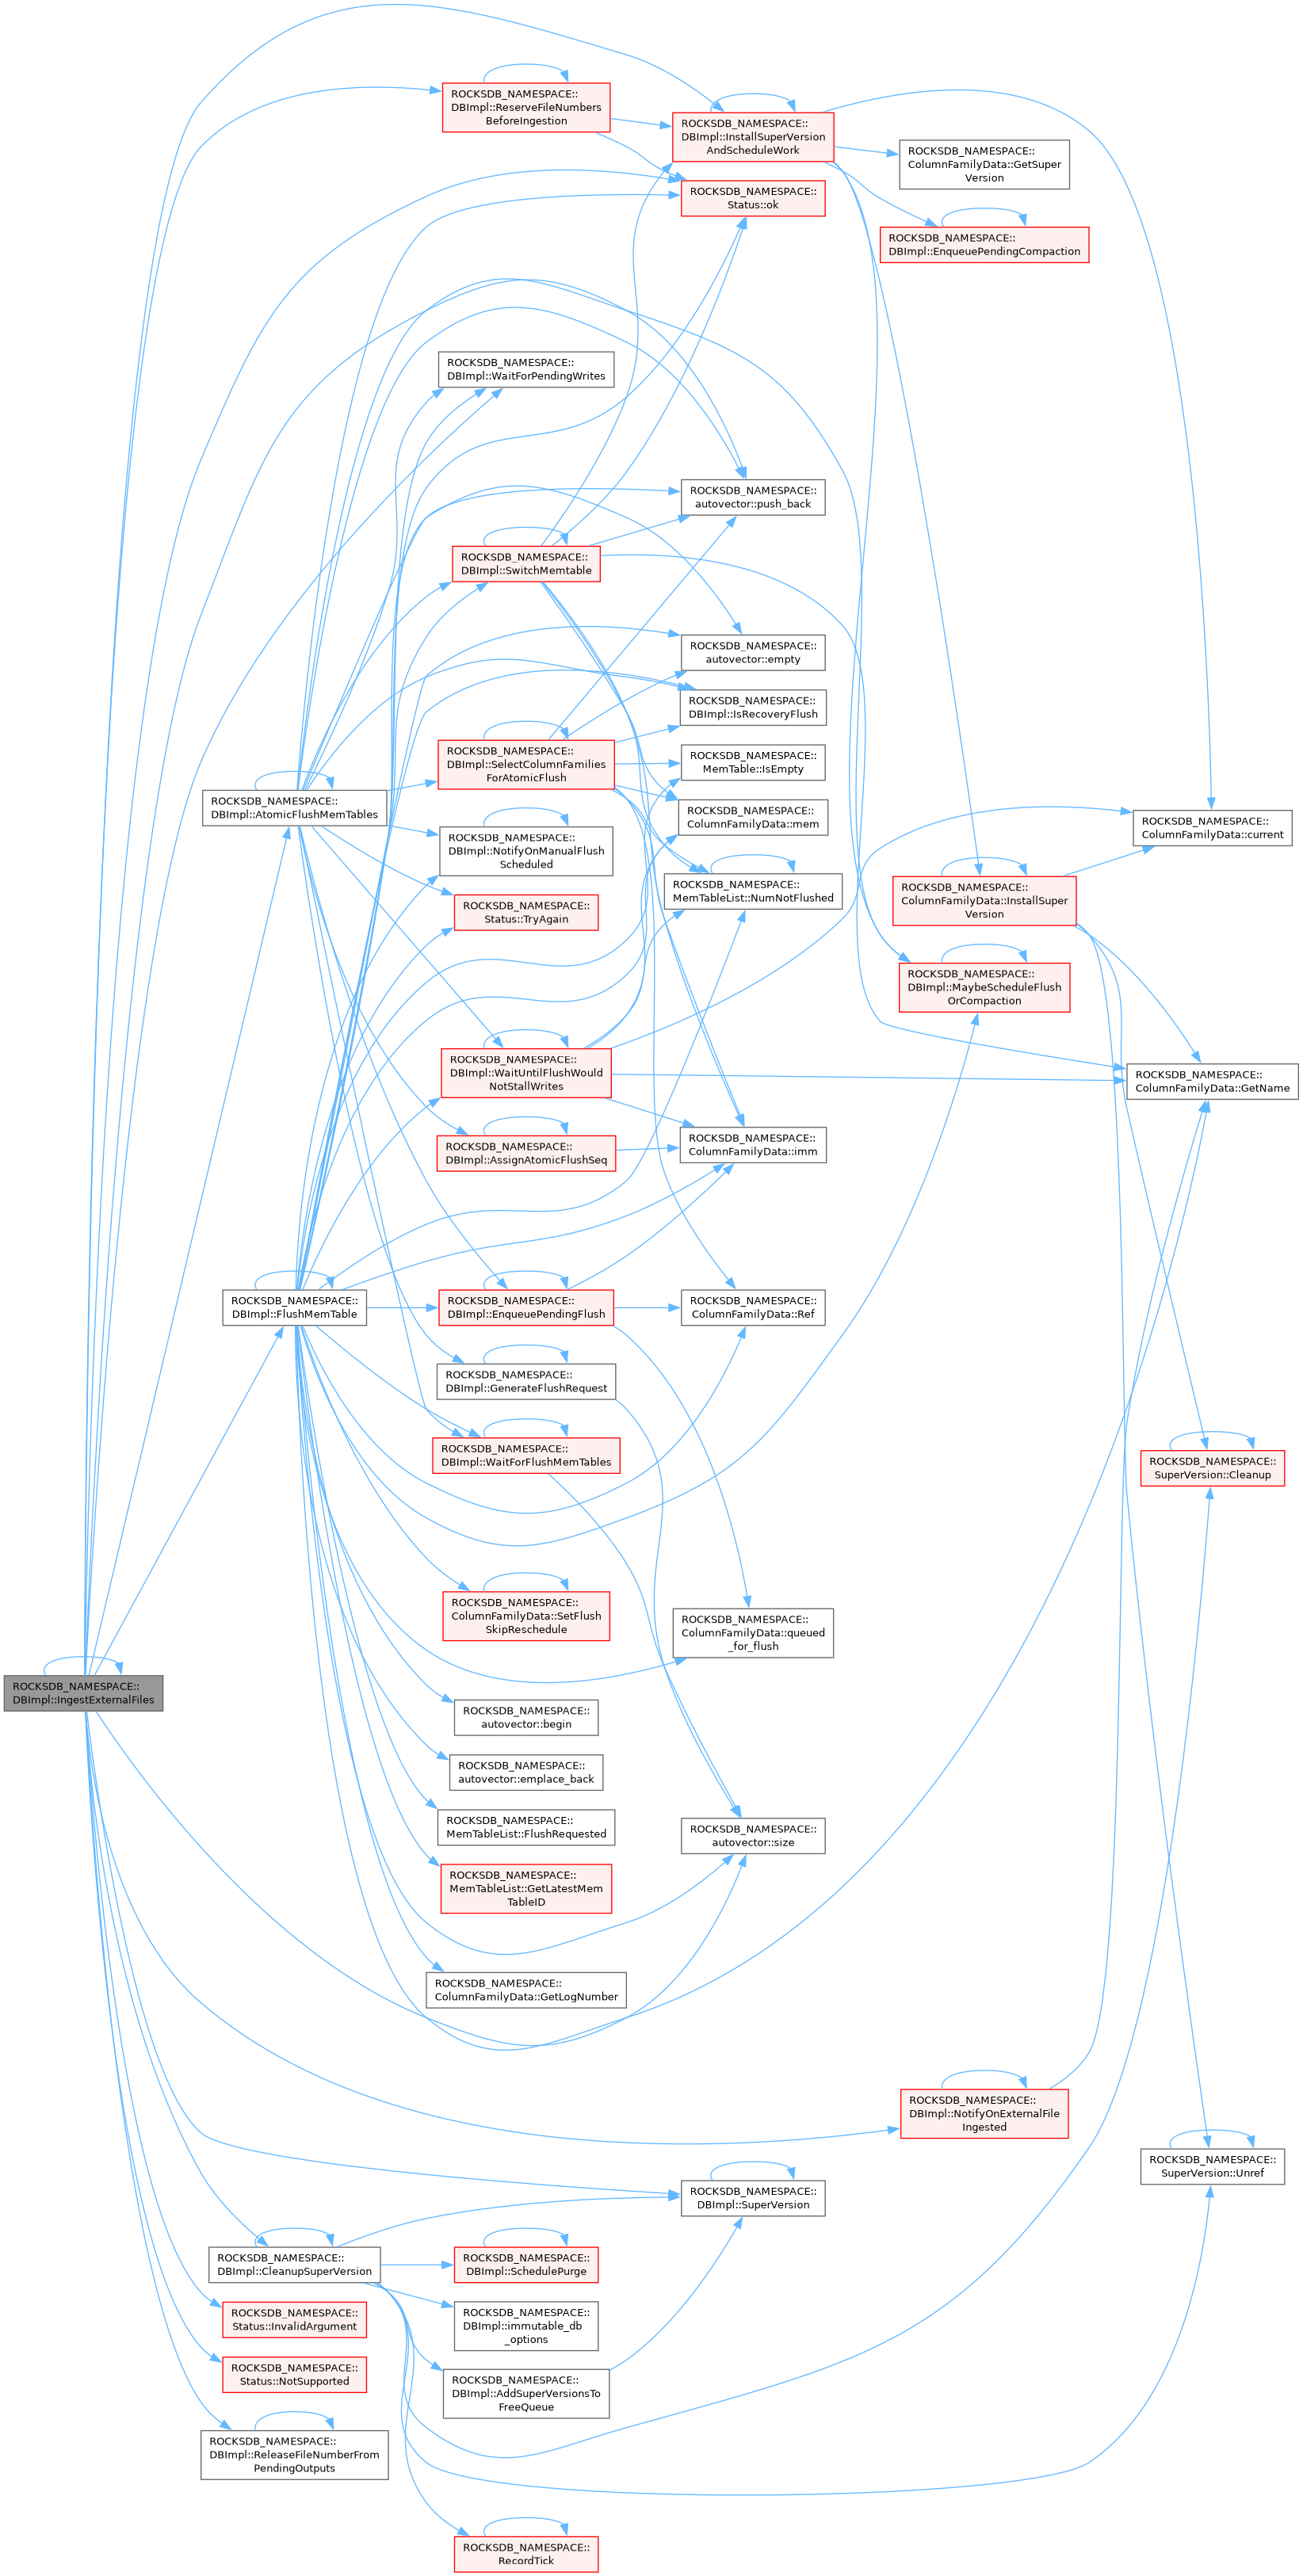 ROCKSDB_NAMESPACE::
DBImpl::ReserveFileNumbers
BeforeIngestion
ROCKSDB_NAMESPACE::
DBImpl::InstallSuperVersion
AndScheduleWork
ROCKSDB_NAMESPACE::
ColumnFamilyData::GetSuper
Version
ROCKSDB_NAMESPACE::
Status::ok
ROCKSDB_NAMESPACE::
DBImpl::EnqueuePendingCompaction
ROCKSDB_NAMESPACE::
DBImpl::WaitForPendingWrites
ROCKSDB_NAMESPACE::
autovector::push_back
ROCKSDB_NAMESPACE::
DBImpl::SwitchMemtable
ROCKSDB_NAMESPACE::
autovector::empty
ROCKSDB_NAMESPACE::
DBImpl::IsRecoveryFlush
ROCKSDB_NAMESPACE::
DBImpl::SelectColumnFamilies
ForAtomicFlush
ROCKSDB_NAMESPACE::
MemTable::IsEmpty
ROCKSDB_NAMESPACE::
DBImpl::AtomicFlushMemTables
ROCKSDB_NAMESPACE::
ColumnFamilyData::mem
ROCKSDB_NAMESPACE::
ColumnFamilyData::current
ROCKSDB_NAMESPACE::
DBImpl::NotifyOnManualFlush
Scheduled
ROCKSDB_NAMESPACE::
MemTableList::NumNotFlushed
ROCKSDB_NAMESPACE::
ColumnFamilyData::InstallSuper
Version
ROCKSDB_NAMESPACE::
Status::TryAgain
ROCKSDB_NAMESPACE::
DBImpl::MaybeScheduleFlush
OrCompaction
ROCKSDB_NAMESPACE::
DBImpl::WaitUntilFlushWould
NotStallWrites
ROCKSDB_NAMESPACE::
ColumnFamilyData::GetName
ROCKSDB_NAMESPACE::
DBImpl::AssignAtomicFlushSeq
ROCKSDB_NAMESPACE::
ColumnFamilyData::imm
ROCKSDB_NAMESPACE::
DBImpl::FlushMemTable
ROCKSDB_NAMESPACE::
DBImpl::EnqueuePendingFlush
ROCKSDB_NAMESPACE::
ColumnFamilyData::Ref
ROCKSDB_NAMESPACE::
DBImpl::GenerateFlushRequest
ROCKSDB_NAMESPACE::
DBImpl::WaitForFlushMemTables
ROCKSDB_NAMESPACE::
SuperVersion::Cleanup
ROCKSDB_NAMESPACE::
ColumnFamilyData::SetFlush
SkipReschedule
ROCKSDB_NAMESPACE::
ColumnFamilyData::queued
_for_flush
ROCKSDB_NAMESPACE::
DBImpl::IngestExternalFiles
ROCKSDB_NAMESPACE::
autovector::begin
ROCKSDB_NAMESPACE::
autovector::emplace_back
ROCKSDB_NAMESPACE::
MemTableList::FlushRequested
ROCKSDB_NAMESPACE::
autovector::size
ROCKSDB_NAMESPACE::
MemTableList::GetLatestMem
TableID
ROCKSDB_NAMESPACE::
ColumnFamilyData::GetLogNumber
ROCKSDB_NAMESPACE::
DBImpl::NotifyOnExternalFile
Ingested
ROCKSDB_NAMESPACE::
SuperVersion::Unref
ROCKSDB_NAMESPACE::
DBImpl::SuperVersion
ROCKSDB_NAMESPACE::
DBImpl::CleanupSuperVersion
ROCKSDB_NAMESPACE::
DBImpl::SchedulePurge
ROCKSDB_NAMESPACE::
Status::InvalidArgument
ROCKSDB_NAMESPACE::
DBImpl::immutable_db
_options
ROCKSDB_NAMESPACE::
Status::NotSupported
ROCKSDB_NAMESPACE::
DBImpl::AddSuperVersionsTo
FreeQueue
ROCKSDB_NAMESPACE::
DBImpl::ReleaseFileNumberFrom
PendingOutputs
ROCKSDB_NAMESPACE::
RecordTick